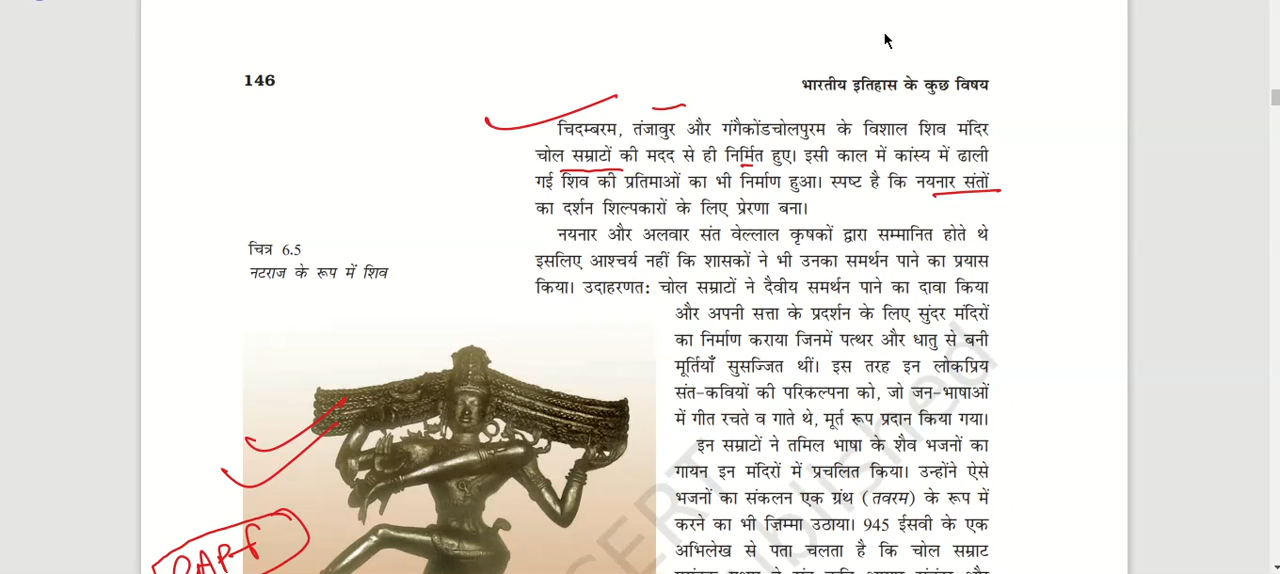 146
भारतीय इतिहास के कुछ विषय
चिदम्बरम, तंजावुर और गंगैकोंडचोलपुरम के विशाल शिव मंदिर
चोल सम्राटों की मदद से ही निर्मित हुए। इसी काल में कांस्य में ढाली
गई शिव की प्रतिमाओं का भी निर्माण हुआ। स्पष्ट है कि नयनार संतों
का दर्शन शिल्पकारों के लिए प्रेरणा बना।
नयनार और अलवार संत वेल्लाल कृषकों द्वारा सम्मानित होते थे
इसलिए आश्चर्य नहीं कि शासकों ने भी उनका समर्थन पाने का प्रयास
किया। उदाहरणत: चोल सम्राटों ने दैवीय समर्थन पाने का दावा किया
और अपनी सत्ता के प्रदर्शन के लिए सुंदर मंदिरों
का निर्माण कराया जिनमें पत्थर और धातु से बनी
मूर्तियाँ सुसज्जित थीं। इस तरह इन लोकप्रिय
संत-कवियों की परिकल्पना को, जो जन-भाषाओं
में गीत रचते व गाते थे, मूर्त रूप प्रदान किया गया।
इन सम्राटों ने तमिल भाषा के शैव भजनों का
गायन इन मंदिरों में प्रचलित किया। उन्होंने ऐसे
भजनों का संकलन एक ग्रंथ (तवरम) के रूप में
करने का भी ज़िम्मा उठाया। 945 ईसवी के एक
अभिलेख से पता चलता है कि चोल सम्राट
चित्र 6.5
नटराज के रूप में शिव